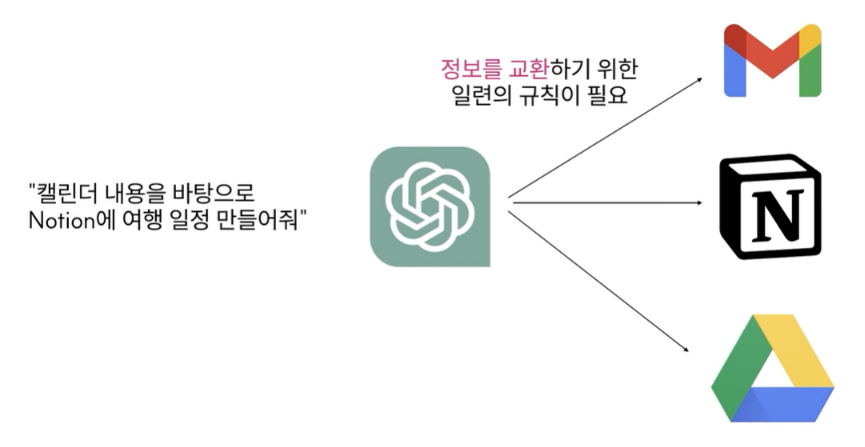 정보를 교환하기 위한
일련의 규칙이 필요
"캘린더 내용을 바탕으로
Notion에 여행 일정 만들어줘"
N